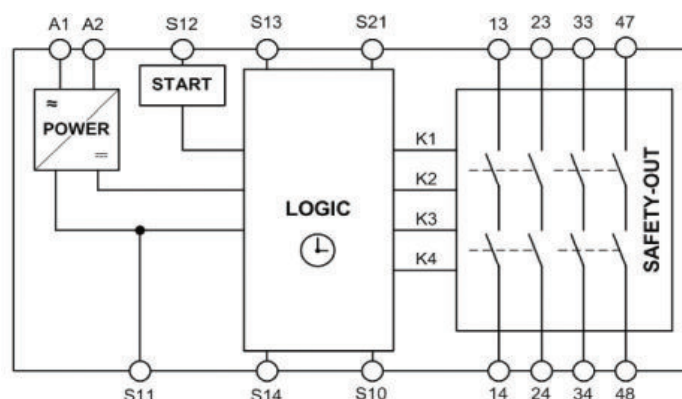 A1 A2 S12 S13 S21 13 23 33 47
START
POWER
K1
K2
LOGIC
K3
K4
SAFETY-OUT
S11 S14 S10 14 24 34 48